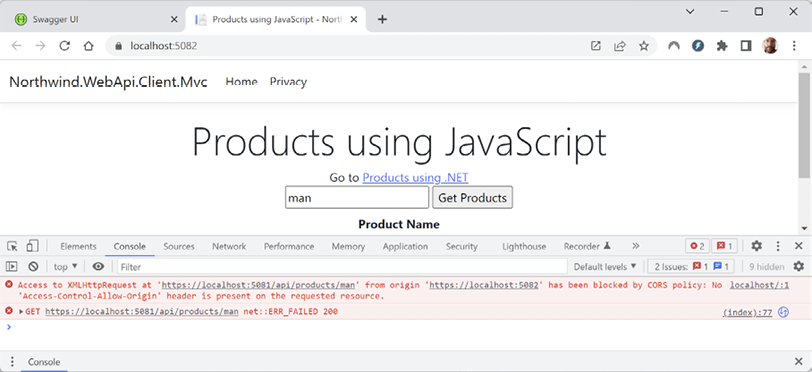 Swagger UI
Products using JavaScript - Nort
localhost:5082
Northwind.WebApi.Client.Mvc Home Privacy
Products using JavaScript
Go to Products using .NET
man Get Products
Product Name
Elements Console Sources Network Performance Memory Application Security Lighthouse Recorder 2 1
top Filter Default levels 2 Issues: 1 1 9 hidden
Access to XMLHttpRequest at 'https://localhost:5081/api/products/man' from origin 'https://localhost:5082' has been blocked by CORS policy: No localhost/:1
'Access-Control-Allow-Origin' header is present on the requested resource.
GET https://localhost:5081/api/products/man net::ERR_FAILED 200 (index):77
Console